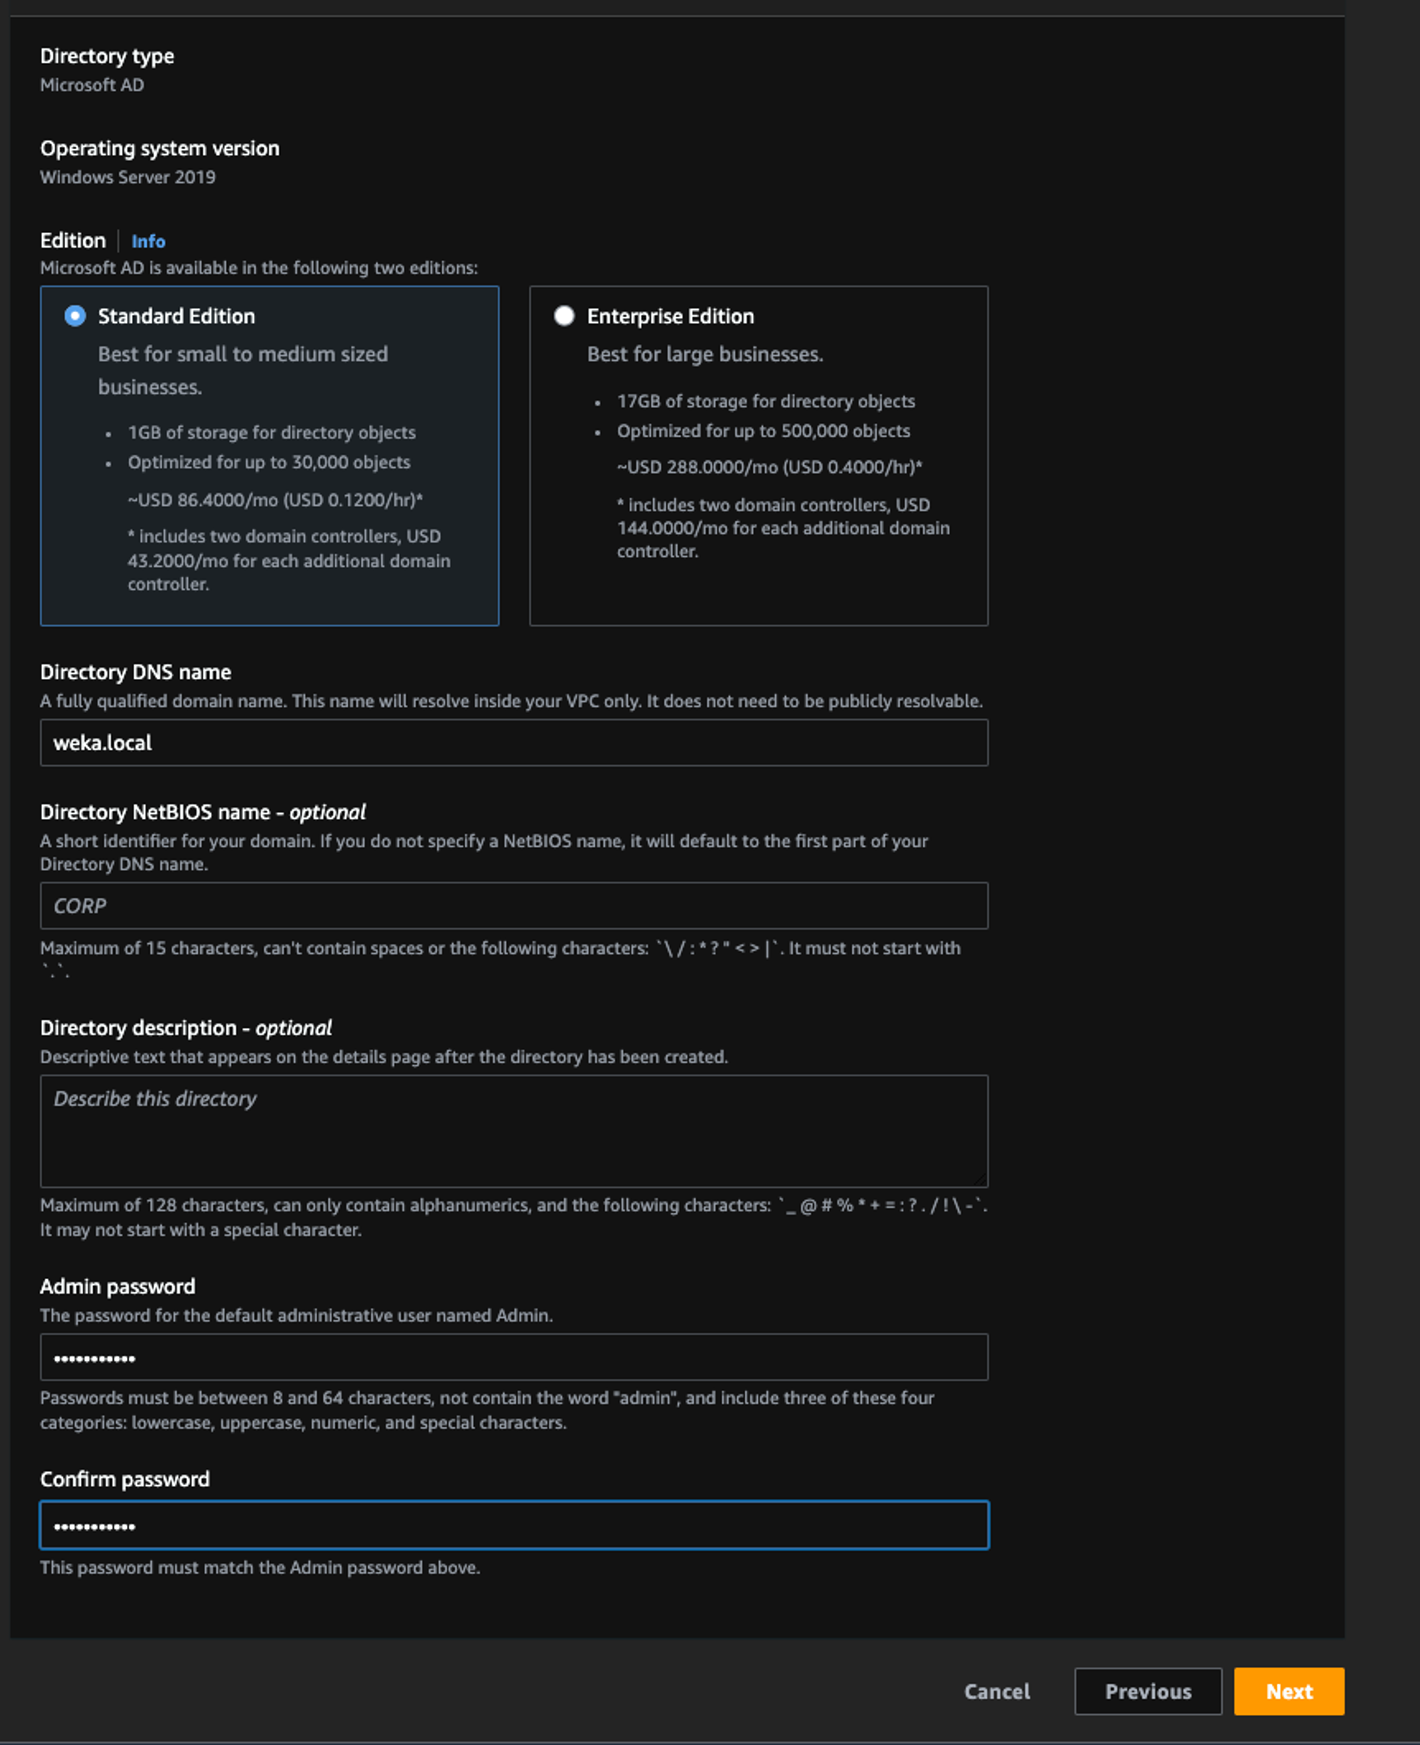 Directory type
Microsoft AD
Operating system version
Windows Server 2019
Edition | Info
Microsoft AD is available in the following two editions:
Standard Edition
Best for small to medium sized
businesses.
• 1GB of storage for directory objects
• Optimized for up to 30,000 objects
~USD 86.4000/mo (USD 0.1200/hr)*
* includes two domain controllers, USD
43.2000/mo for each additional domain
controller.
Enterprise Edition
Best for large businesses.
• 17GB of storage for directory objects
• Optimized for up to 500,000 objects
~USD 288.0000/mo (USD 0.4000/hr)*
* includes two domain controllers, USD
144.0000/mo for each additional domain
controller.
Directory DNS name
A fully qualified domain name. This name will resolve inside your VPC only. It does not need to be publicly resolvable.
weka.local
Directory NetBIOS name - optional
A short identifier for your domain. If you do not specify a NetBIOS name, it will default to the first part of your
Directory DNS name.
CORP
Maximum of 15 characters, can't contain spaces or the following characters: `\ / : * ? " < > |`. It must not start with
`.`.
Directory description - optional
Descriptive text that appears on the details page after the directory has been created.
Describe this directory
Maximum of 128 characters, can only contain alphanumerics, and the following characters: `_ @ # % * + = : ? . / ! \ -`.
It may not start with a special character.
Admin password
The password for the default administrative user named Admin.
•••••••••••
Passwords must be between 8 and 64 characters, not contain the word "admin", and include three of these four
categories: lowercase, uppercase, numeric, and special characters.
Confirm password
•••••••••••
This password must match the Admin password above.
Cancel Previous Next